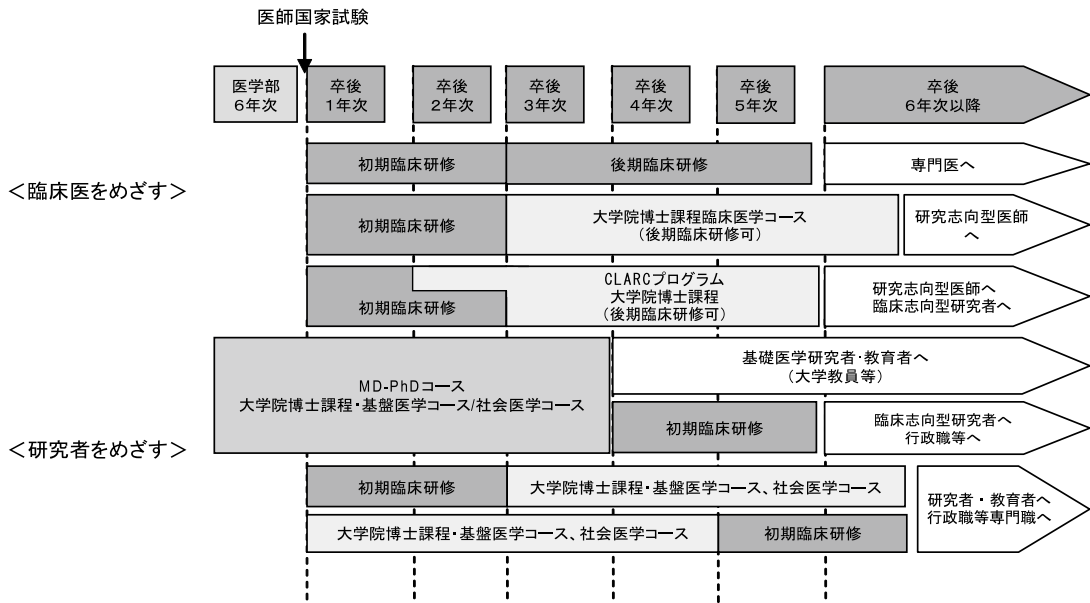 医師国家試験
医学部
6年次
卒後
1年次
卒後
2年次
卒後
3年次
卒後
4年次
卒後
5年次
卒後
6年次以降
＜臨床医をめざす＞
初期臨床研修
後期臨床研修
専門医へ
初期臨床研修
大学院博士課程臨床医学コース
(後期臨床研修可)
研究志向型医師
へ
初期臨床研修
CLARCプログラム
大学院博士課程
(後期臨床研修可)
研究志向型医師へ
臨床志向型研究者へ
＜研究者をめざす＞
MD-PhDコース
大学院博士課程・基盤医学コース/社会医学コース
基礎医学研究者・教育者へ
(大学教員等)
初期臨床研修
臨床志向型研究者へ
行政職等へ
初期臨床研修
大学院博士課程・基盤医学コース、社会医学コース
大学院博士課程・基盤医学コース、社会医学コース
初期臨床研修
研究者・教育者へ
行政職等専門職へ